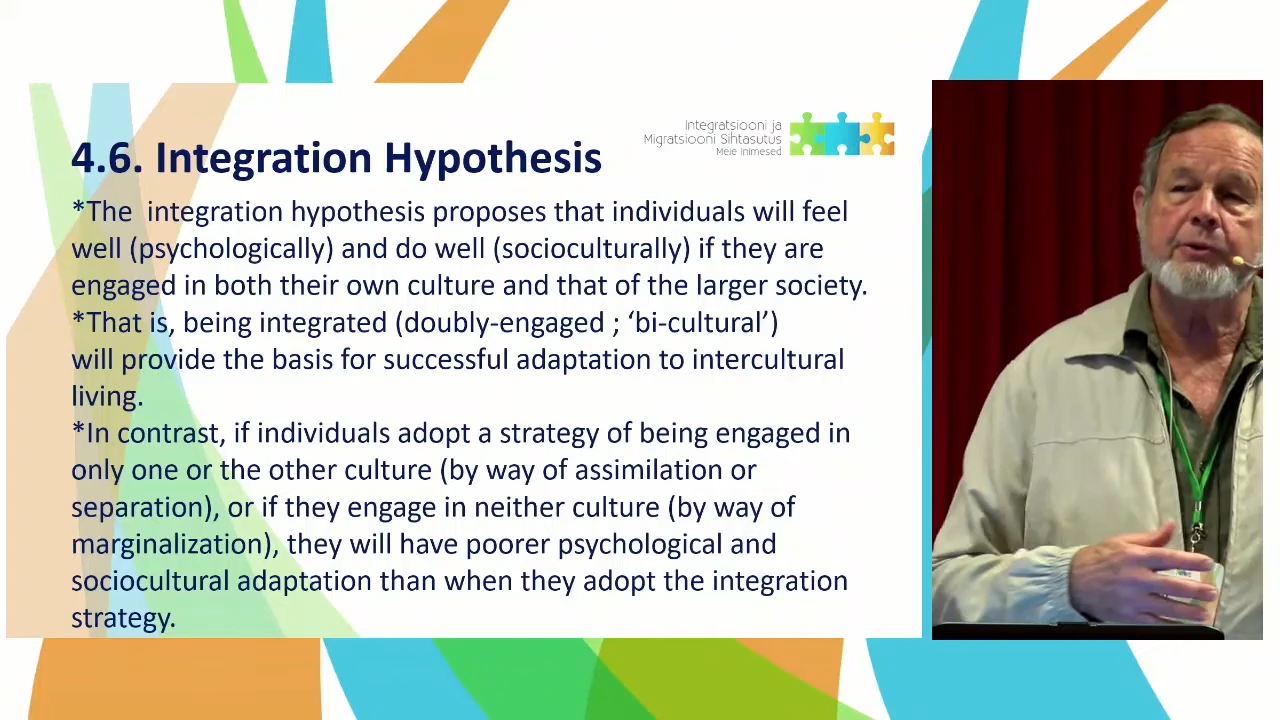 Integratsiooni ja
Migratsiooni Sihtasutus
Meie Inimesed
4.6. Integration Hypothesis
*The  integration hypothesis proposes that individuals will feel
well (psychologically) and do well (socioculturally) if they are
engaged in both their own culture and that of the larger society.
*That is, being integrated (doubly-engaged ; ‘bi-cultural’)
will provide the basis for successful adaptation to intercultural
living.
*In contrast, if individuals adopt a strategy of being engaged in
only one or the other culture (by way of assimilation or
separation), or if they engage in neither culture (by way of
marginalization), they will have poorer psychological and
sociocultural adaptation than when they adopt the integration
strategy.